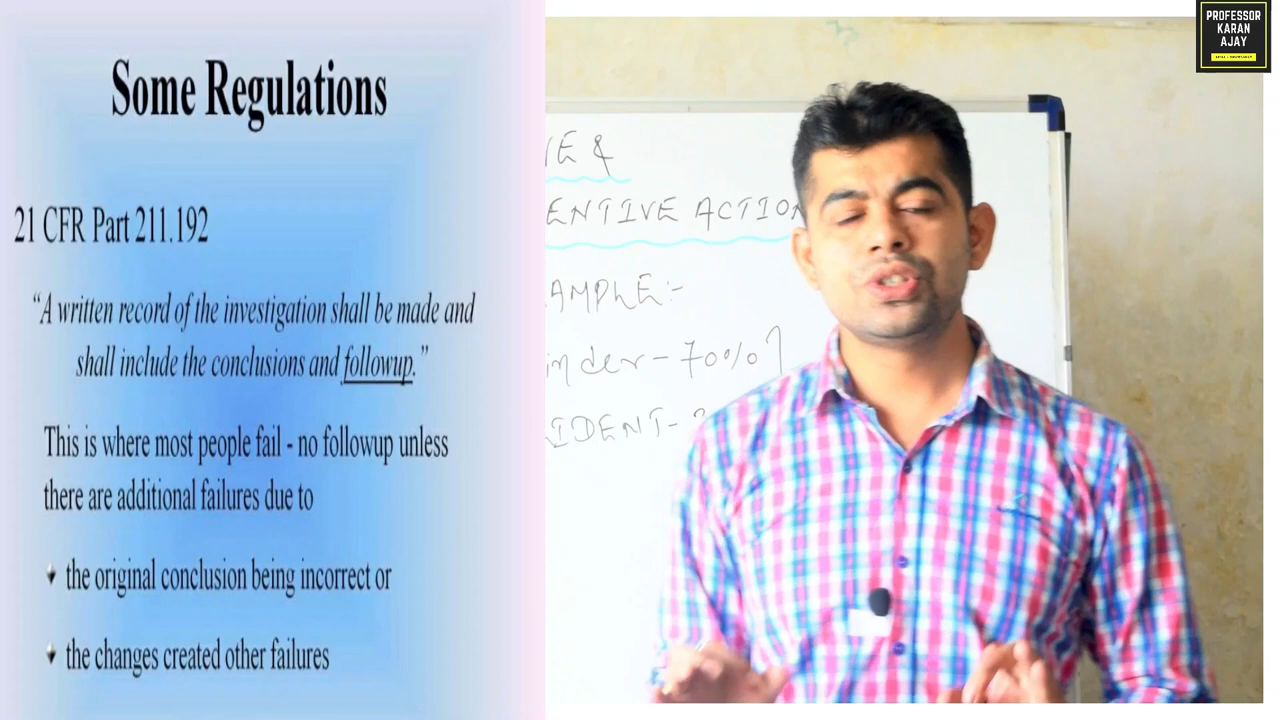 Some Regulations
21 CFR Part 211.192
“A written record of the investigation shall be made and
shall include the conclusions and followup.”
This is where most people fail - no followup unless
there are additional failures due to
the original conclusion being incorrect or
the changes created other failures
VE &
ENTIVE ACTION
AMPLE:-
inder-70%
IDENT-
PROFESSOR
KARAN
AJAY